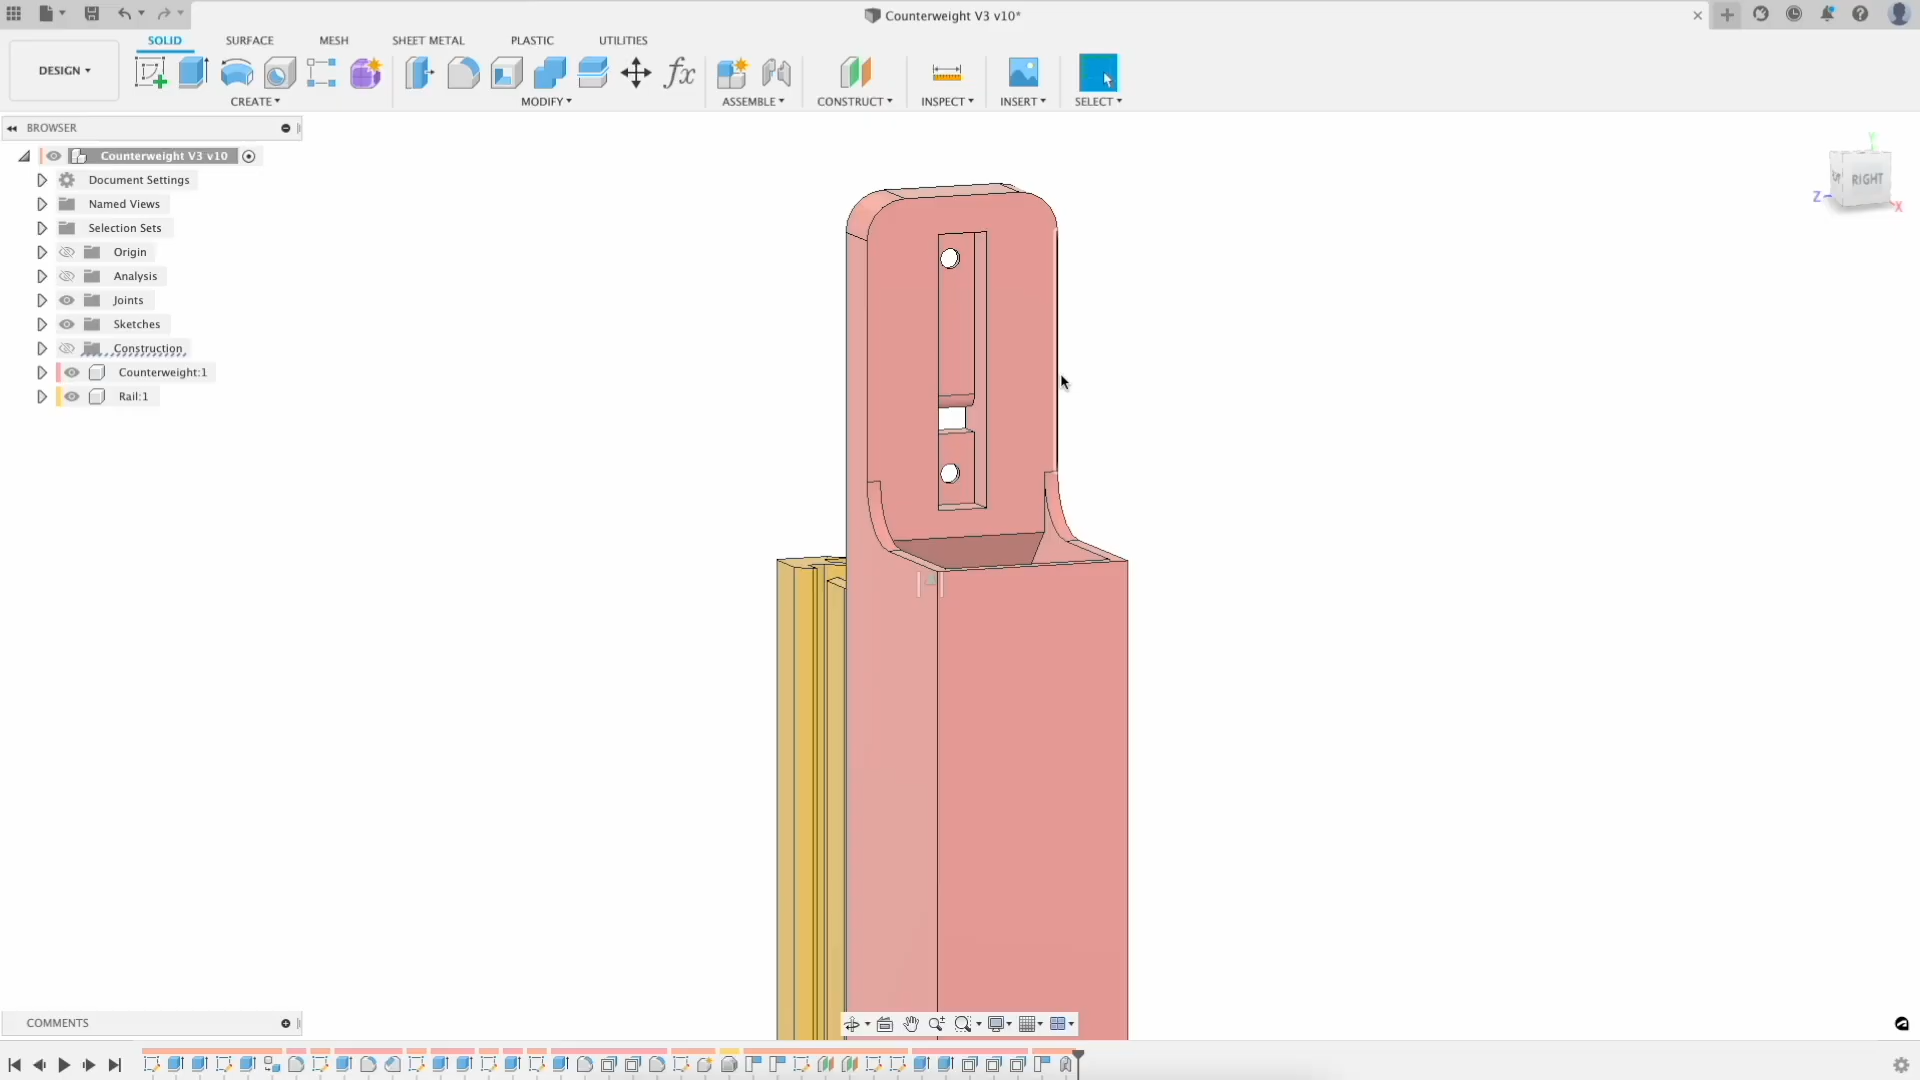 Counterweight V3 v10*
DESIGN
SOLID SURFACE MESH SHEET METAL PLASTIC UTILITIES
fx
CREATE MODIFY ASSEMBLE CONSTRUCT INSPECT INSERT SELECT
BROWSER
Counterweight V3 v10
Document Settings
Named Views
Selection Sets
Origin
Analysis
Joints
Sketches
Construction
Counterweight:1
Rail:1
Y
RIGHT
Z
X
COMMENTS